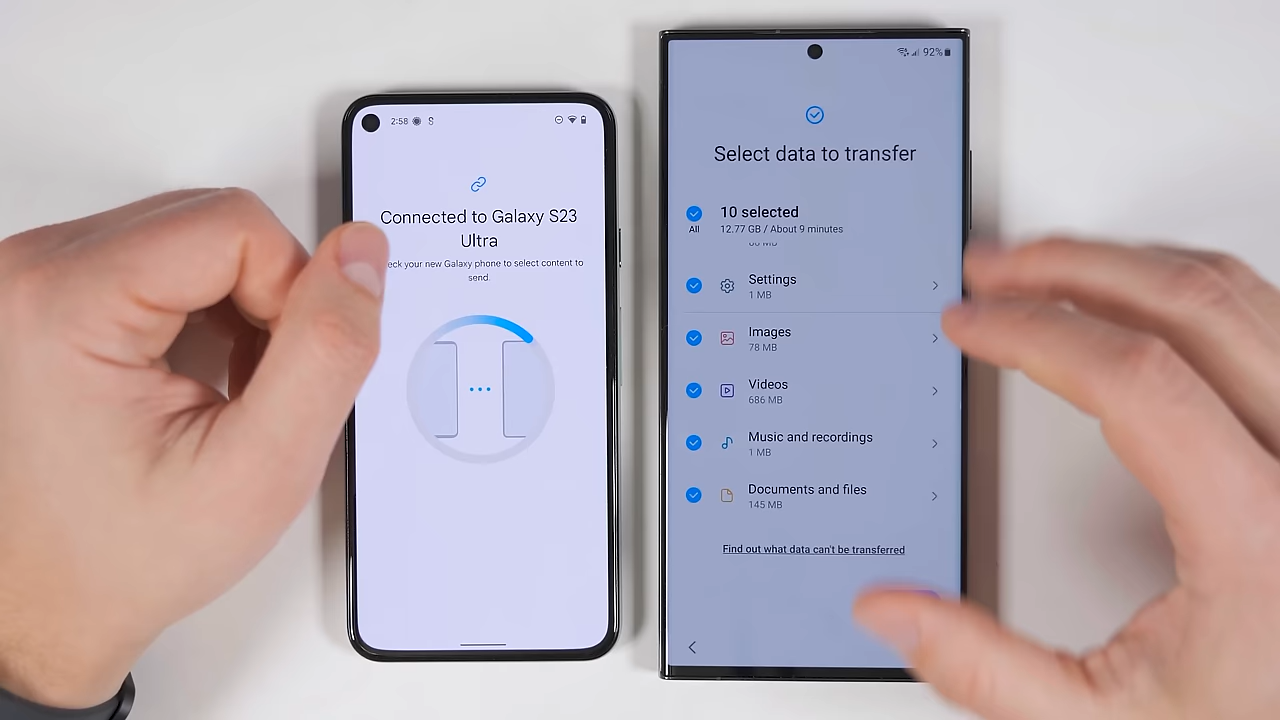 2:58
Connected to Galaxy S23
Ultra
eck your new Galaxy phone to select content to
send.
92%
Select data to transfer
All
10 selected
12.77 GB / About 9 minutes
Settings
1 MB
Images
78 MB
Videos
686 MB
Music and recordings
1 MB
Documents and files
145 MB
Find out what data can't be transferred